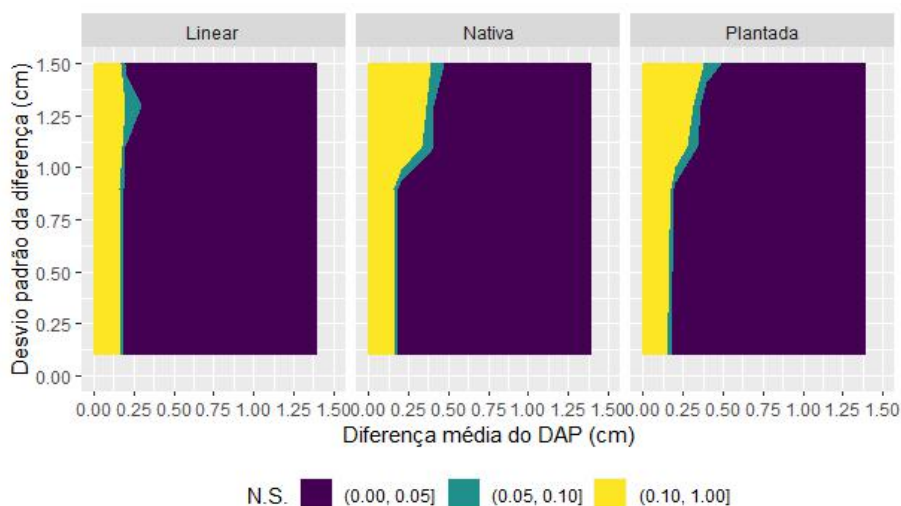 Linear Nativa Plantada
Desvio padrão da diferença (cm)
1.50
1.25
1.00
0.75
0.50
0.25
0.00
0.00 0.25 0.50 0.75 1.00 1.25 1.50 0.00 0.25 0.50 0.75 1.00 1.25 1.50 0.00 0.25 0.50 0.75 1.00 1.25 1.50
Diferença média do DAP (cm)
N.S. (0.00, 0.05] (0.05, 0.10] (0.10, 1.00]